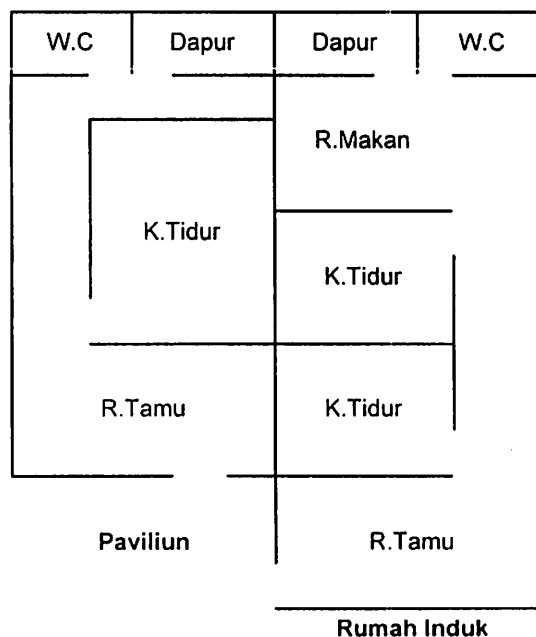 W.C
Dapur
Dapur
W.C
R.Makan
K.Tidur
K.Tidur
R.Tamu
K.Tidur
Paviliun
R.Tamu
Rumah Induk